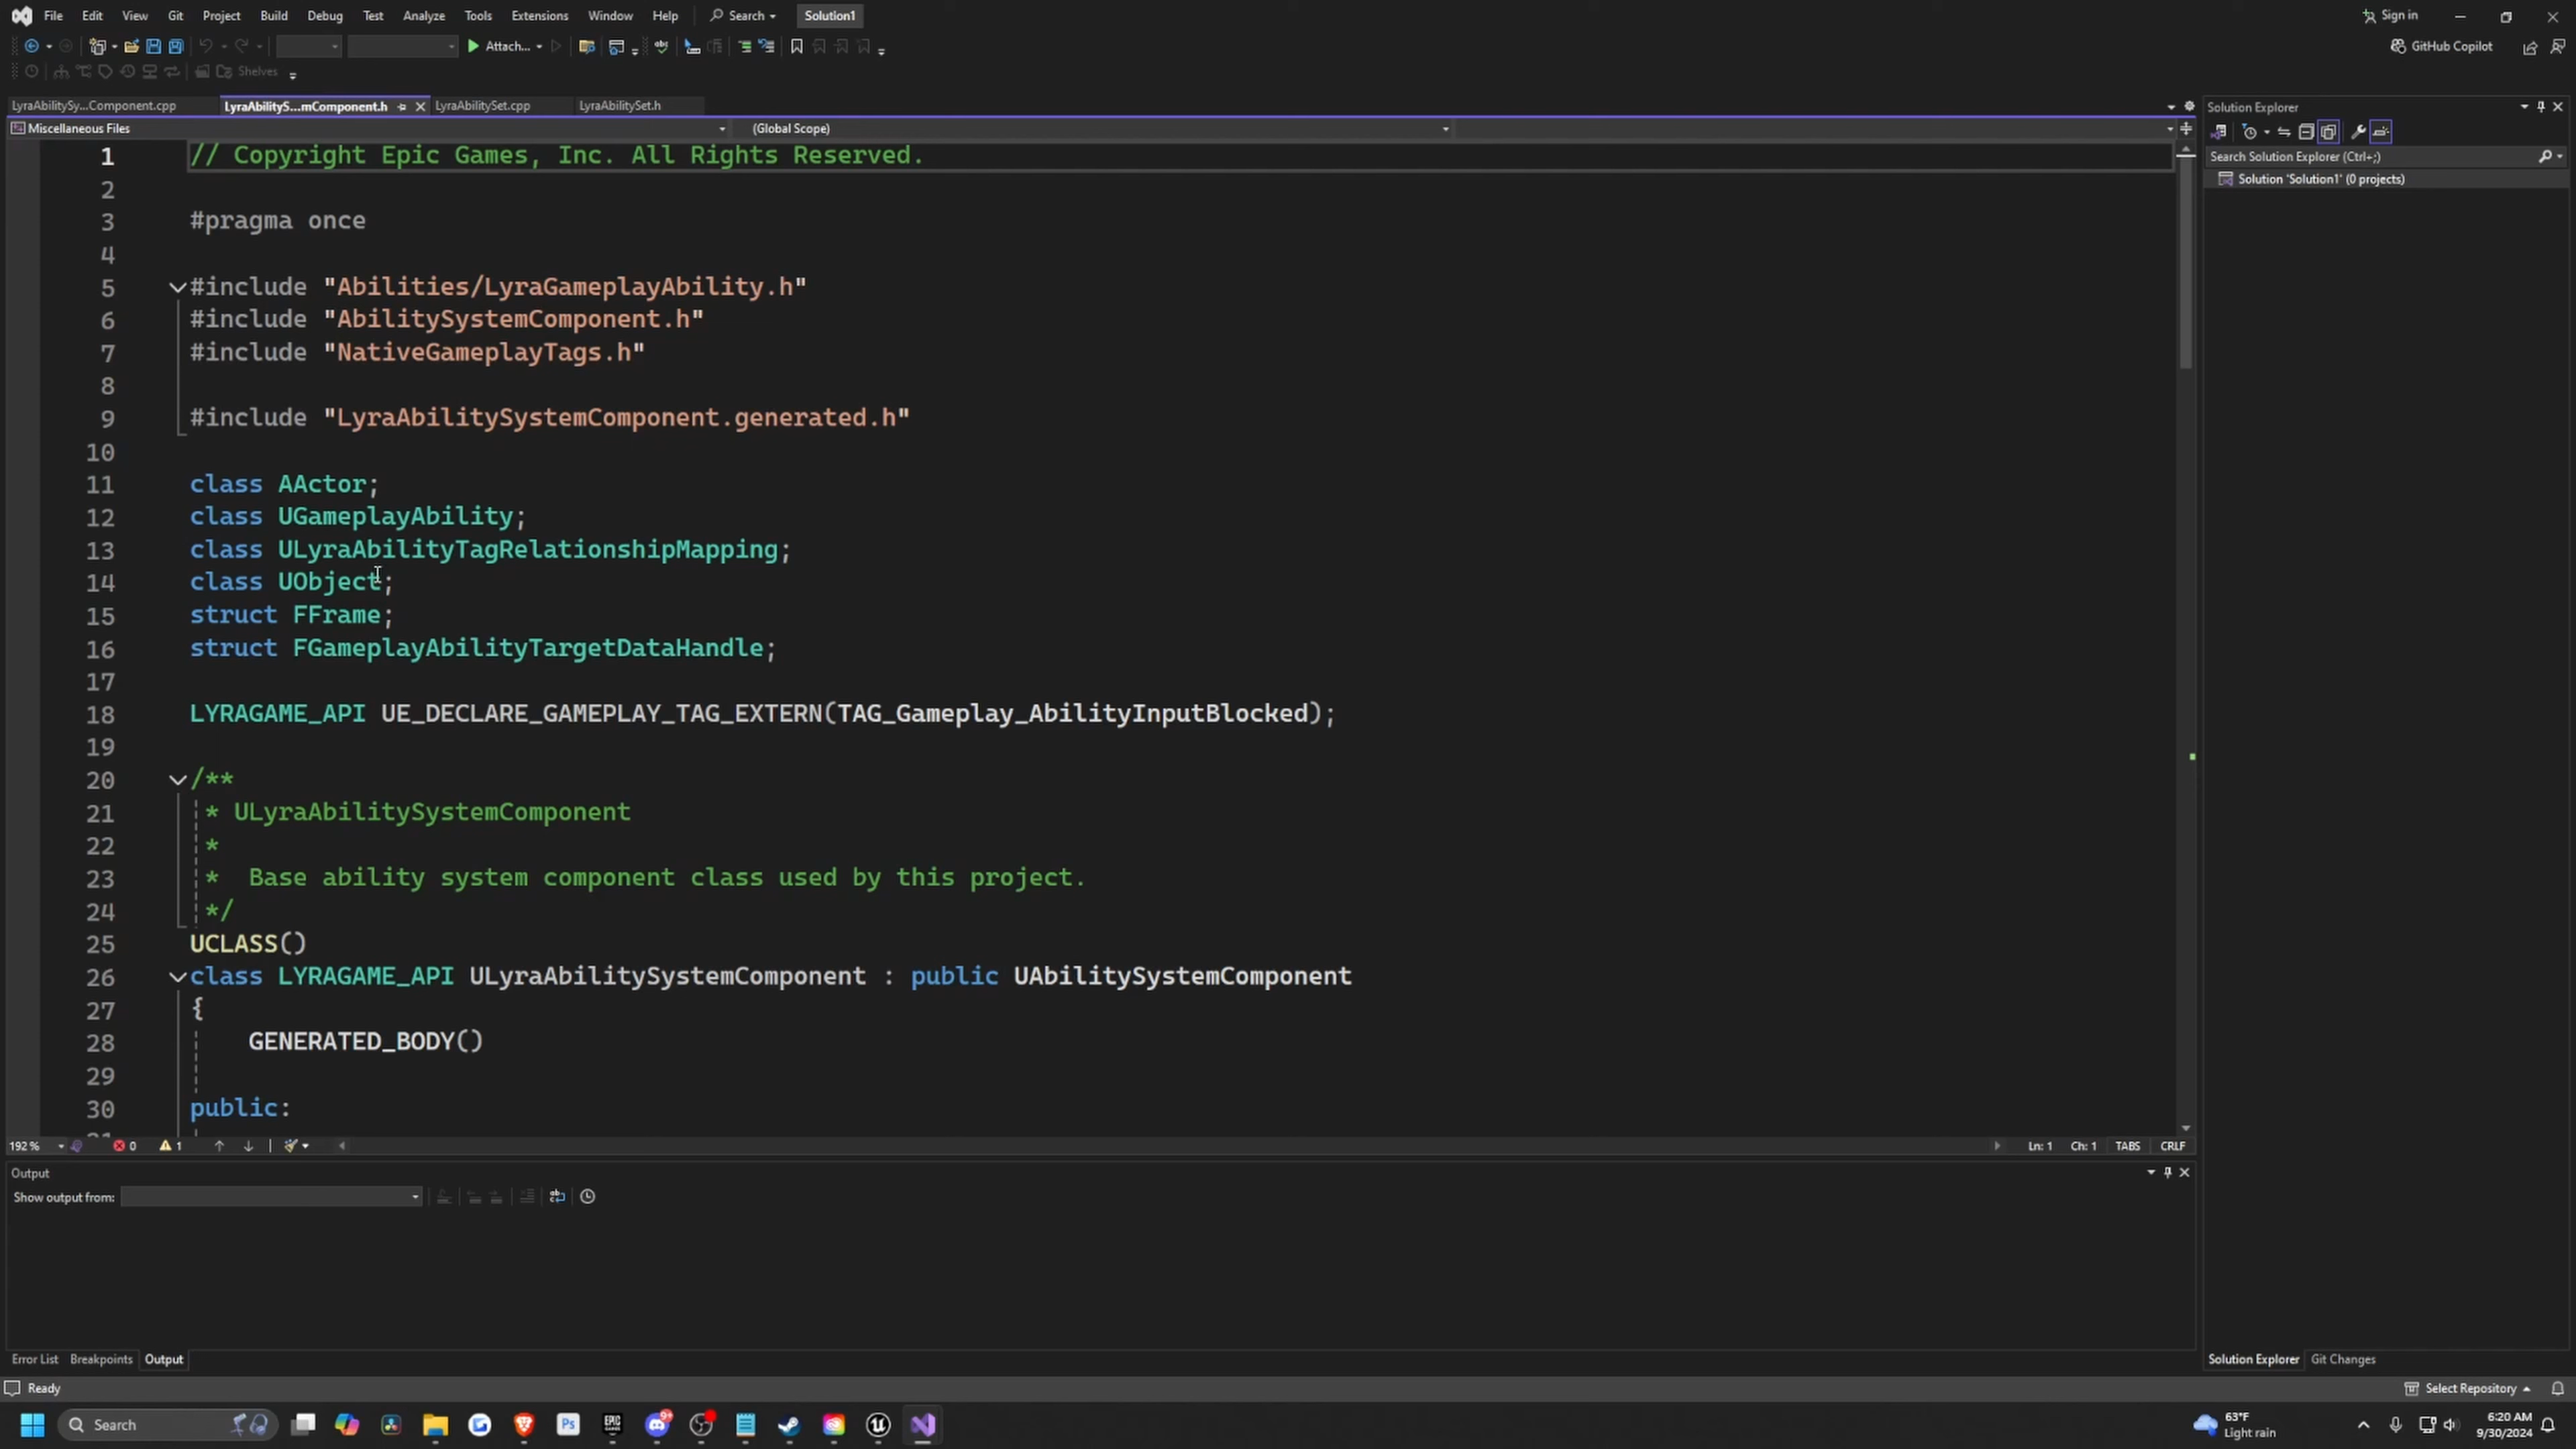 File Edit View Git Project Build Debug Test Analyze Tools Extensions Window Help Search Solution1 Sign in
Attach... GitHub Copilot
Shelves
LyraAbilitySy...Component.cpp LyraAbilityS...mComponent.h LyraAbilitySet.cpp LyraAbilitySet.h
Solution Explorer
Miscellaneous Files (Global Scope)
Search Solution Explorer (Ctrl+;)
Solution 'Solution1' (0 projects)
1 // Copyright Epic Games, Inc. All Rights Reserved.
2
3 #pragma once
4
5 #include "Abilities/LyraGameplayAbility.h"
6 #include "AbilitySystemComponent.h"
7 #include "NativeGameplayTags.h"
8
9 #include "LyraAbilitySystemComponent.generated.h"
10
11 class AActor;
12 class UGameplayAbility;
13 class ULyraAbilityTagRelationshipMapping;
14 class UObject;
15 struct FFrame;
16 struct FGameplayAbilityTargetDataHandle;
17
18 LYRAGAME_API UE_DECLARE_GAMEPLAY_TAG_EXTERN(TAG_Gameplay_AbilityInputBlocked);
19
20 /**
21 * ULyraAbilitySystemComponent
22 *
23 * Base ability system component class used by this project.
24 */
25 UCLASS()
26 class LYRAGAME_API ULyraAbilitySystemComponent : public UAbilitySystemComponent
27 {
28 GENERATED_BODY()
29
30 public:
192 % 0 1 Ln: 1 Ch: 1 TABS CRLF
Output
Show output from:
Error List Breakpoints Output
Solution Explorer Git Changes
Ready Select Repository
Search
Ps
EPIC GAMES
9+
63°F
Light rain
6:20 AM
9/30/2024